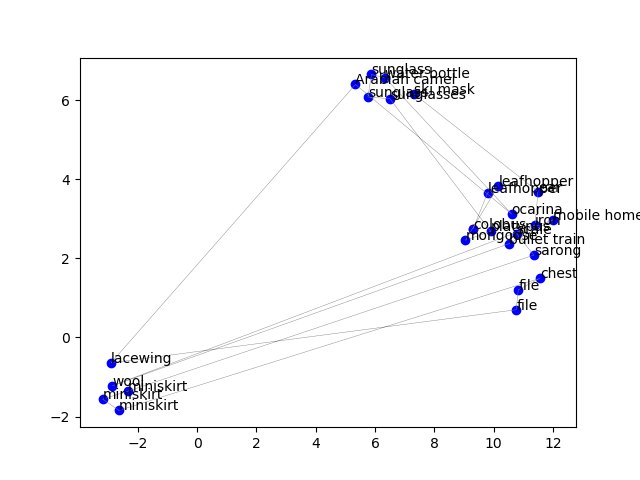 sunglass
water bottle
Arabian camel
ski mask
sunglass
sunglasses
6
leafhopper
leafhopper
4
ocarina
mobile home
iron
colobus
mongoose
bullet train
2
sarong
chest
file
file
0
lacewing
wool
miniskirt
miniskirt
miniskirt
−2
−2
0
2
4
6
8
10
12